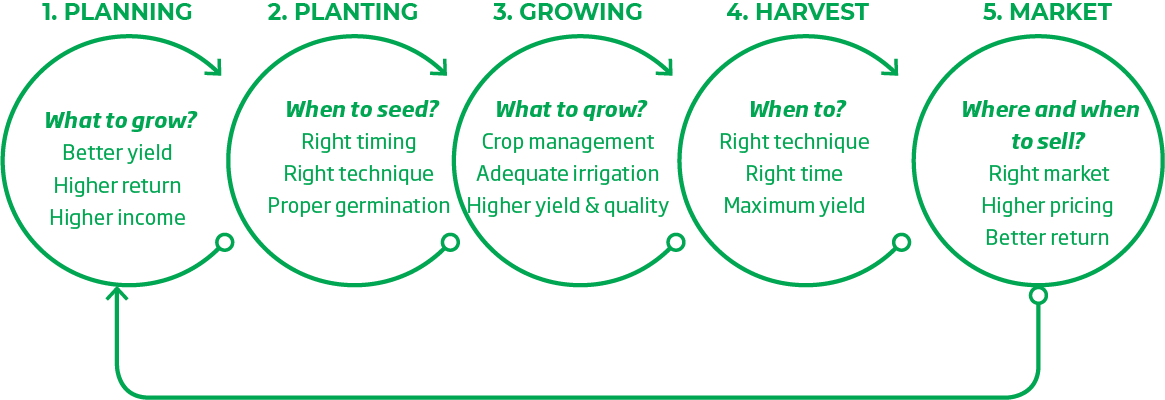 1. PLANNING
What to grow?
Better yield
Higher return
Higher income
2. PLANTING
When to seed?
Right timing
Right technique
Proper germination
3. GROWING
What to qrow?
Crop management
Adequate irrigation
Higher yield & quality
4. HARVEST
When to?
Right technique
Right time
Maximum yield
5. MARKET
Where and when
to sell?
Right market
Higher pricing
Better return